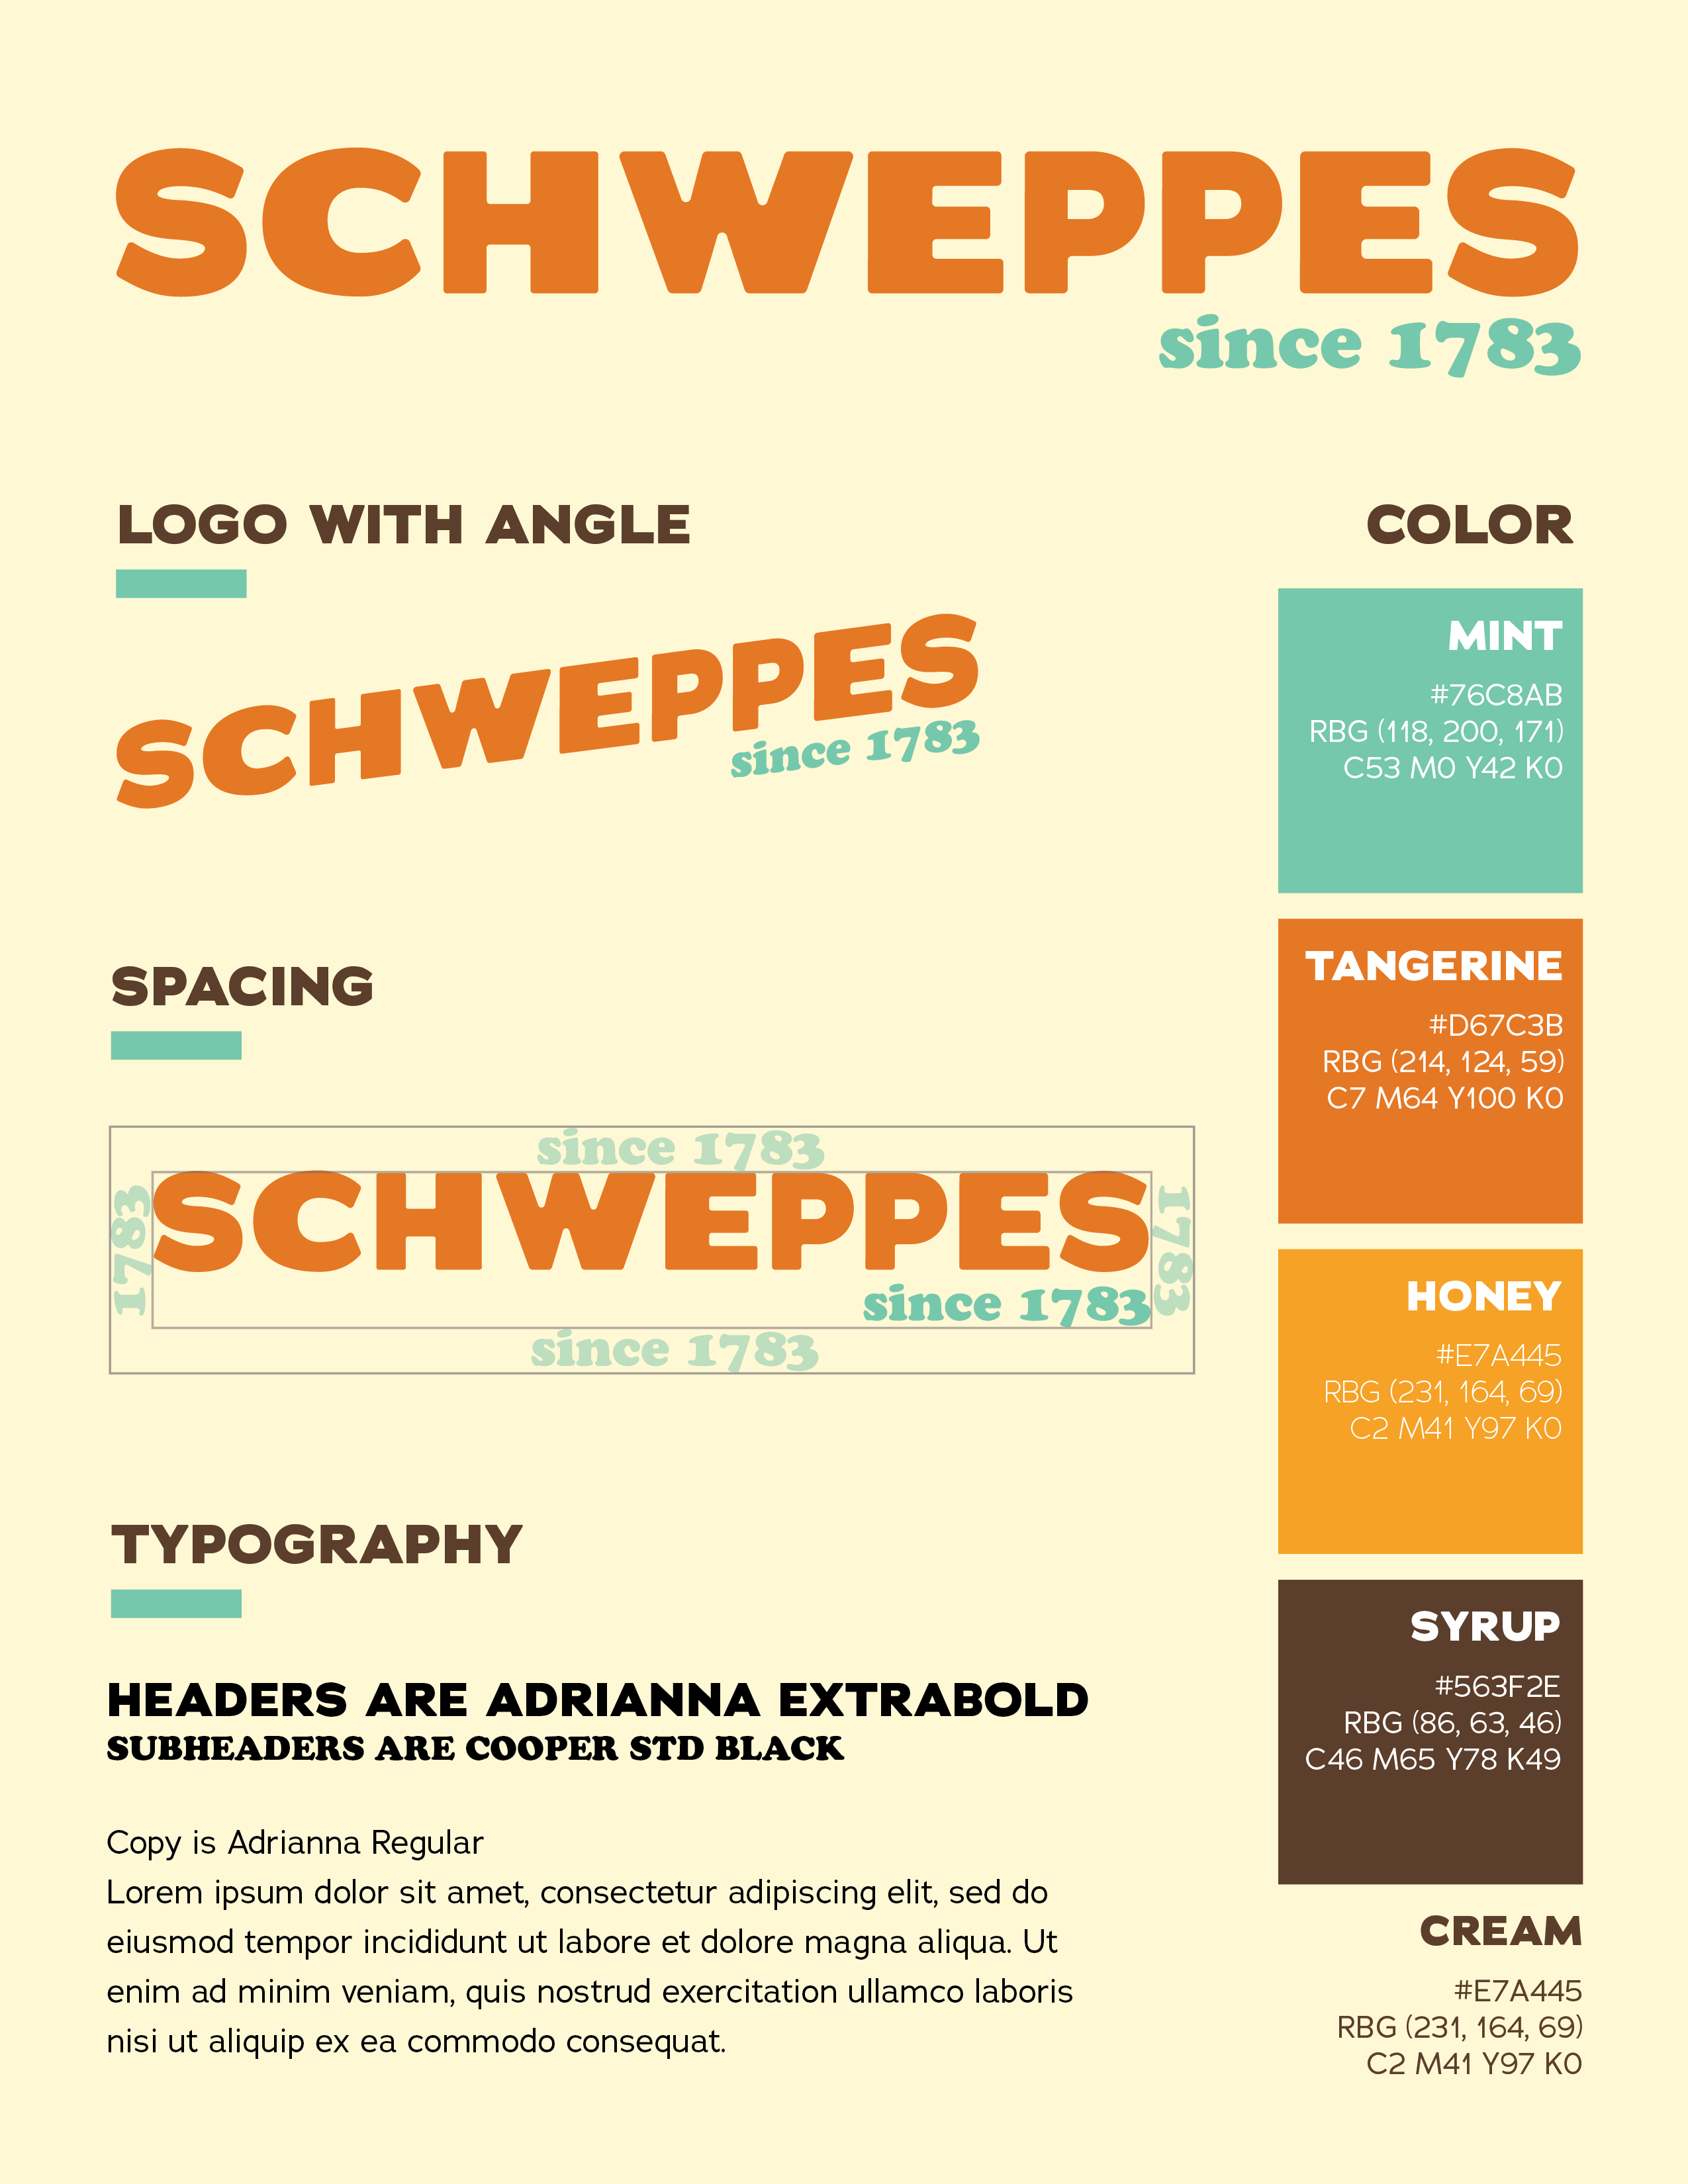 SCHWEPPES
since 1783
LOGO WITH ANGLE
SCHWEPPES
since 1783
SPACING
since 1783
1783
SCHWEPPES
1783
since 1783
since 1783
TYPOGRAPHY
HEADERS ARE ADRIANNA EXTRABOLD
SUBHEADERS ARE COOPER STD BLACK
Copy is Adrianna Regular
Lorem ipsum dolor sit amet, consectetur adipiscing elit, sed do
eiusmod tempor incididunt ut labore et dolore magna aliqua. Ut
enim ad minim veniam, quis nostrud exercitation ullamco laboris
nisi ut aliquip ex ea commodo consequat.
COLOR
MINT
#76C8AB
RBG (118, 200, 171)
C53 M0 Y42 K0
TANGERINE
#D67C3B
RBG (214, 124, 59)
C7 M64 Y100 K0
HONEY
#E7A445
RBG (231, 164, 69)
C2 M41 Y97 K0
SYRUP
#563F2E
RBG (86, 63, 46)
C46 M65 Y78 K49
CREAM
#E7A445
RBG (231, 164, 69)
C2 M41 Y97 K0